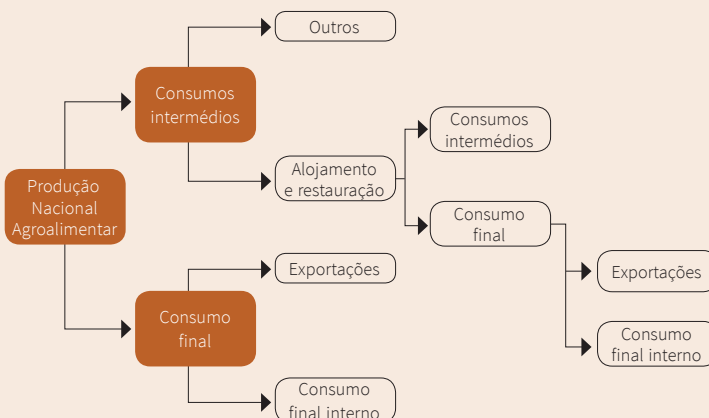 Outros
Consumos
intermédios
Consumos
intermédios
Alojamento
e restauração
Produção
Nacional
Agroalimentar
Consumo
final
Exportações
Exportações
Consumo
final
Consumo
final interno
Consumo
final interno